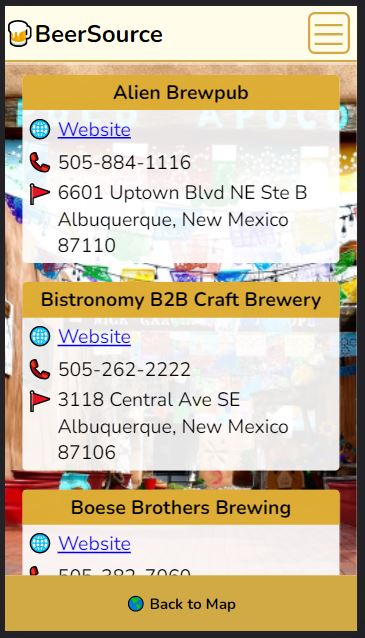 BeerSource
Alien Brewpub
Website
505-884-1116
6601 Uptown Blvd NE Ste B
Albuquerque, New Mexico
87110
Bistronomy B2B Craft Brewery
Website
505-262-2222
3118 Central Ave SE
Albuquerque, New Mexico
87106
Boese Brothers Brewing
Website
Back to Map